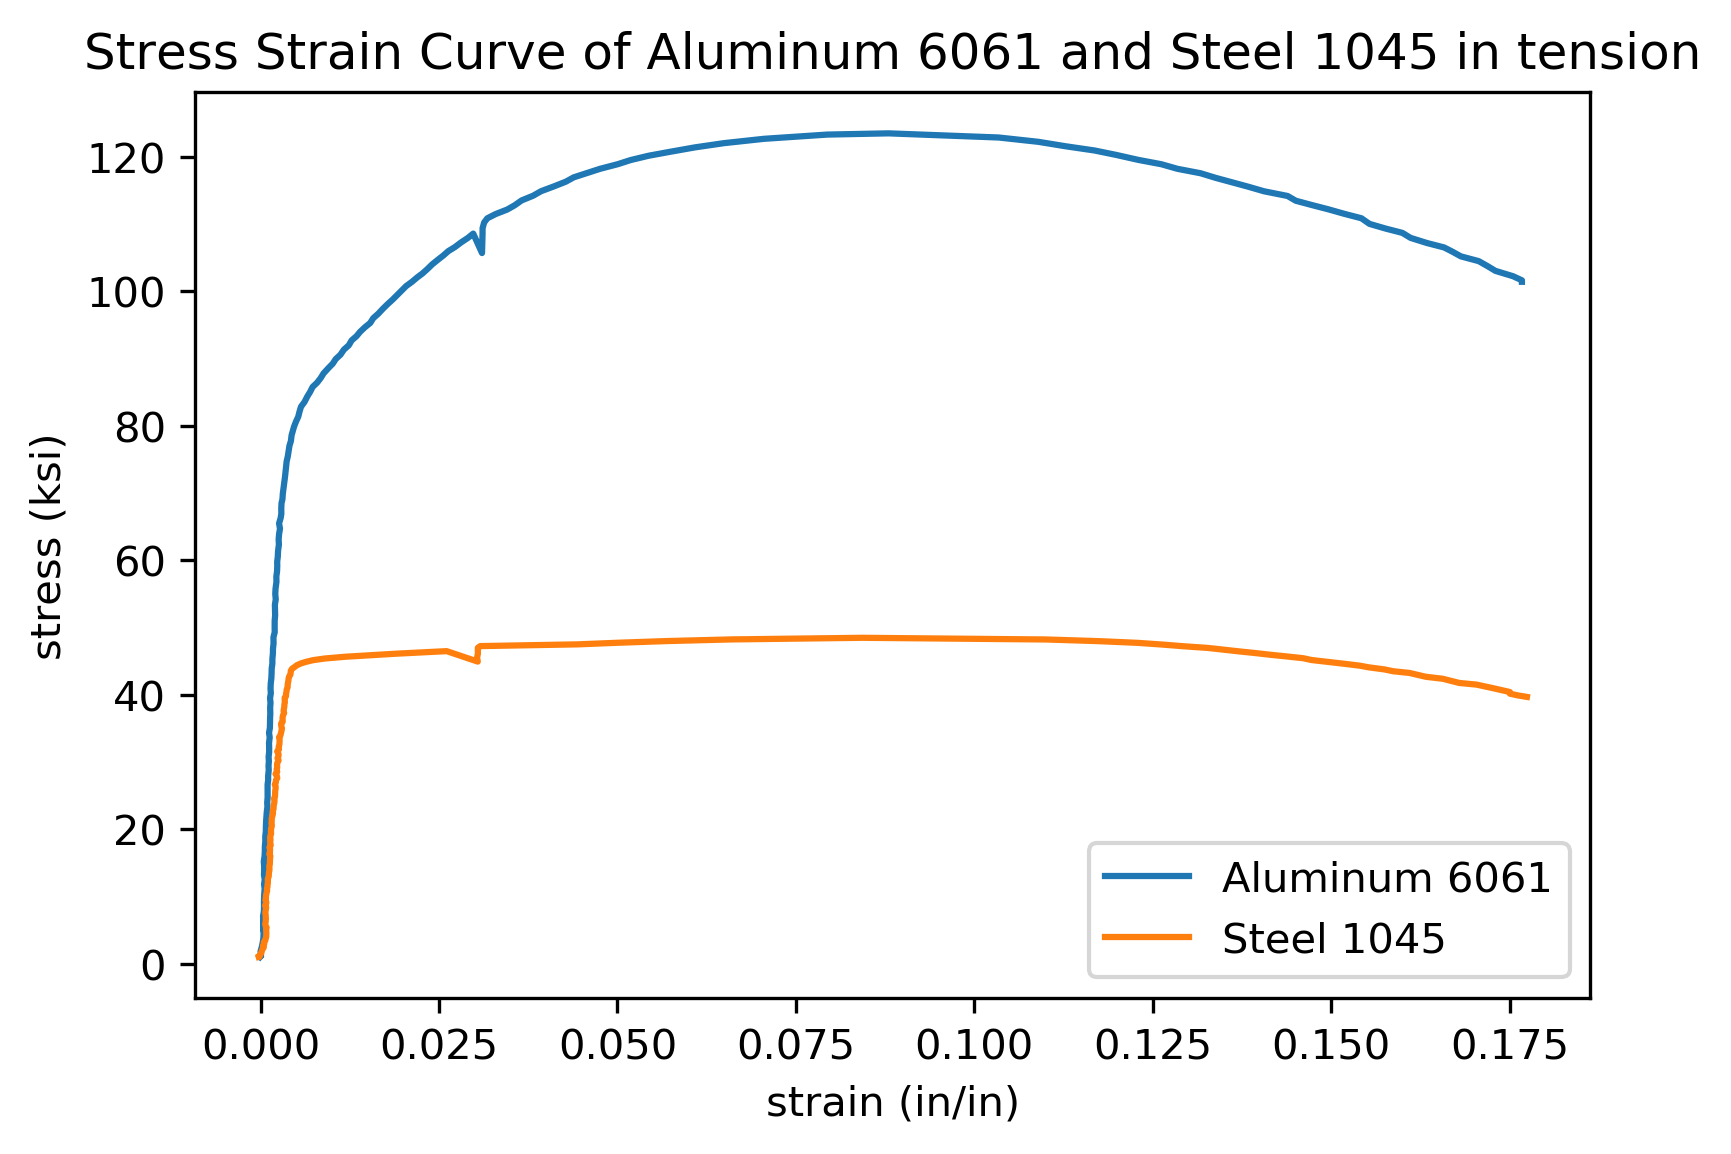 Stress Strain Curve of Aluminum 6061 and Steel 1045 in tension
120
100
80
60
40
20
0
stress (ksi)
Aluminum 6061
Steel 1045
0.000 0.025 0.050 0.075 0.100 0.125 0.150 0.175
strain (in/in)